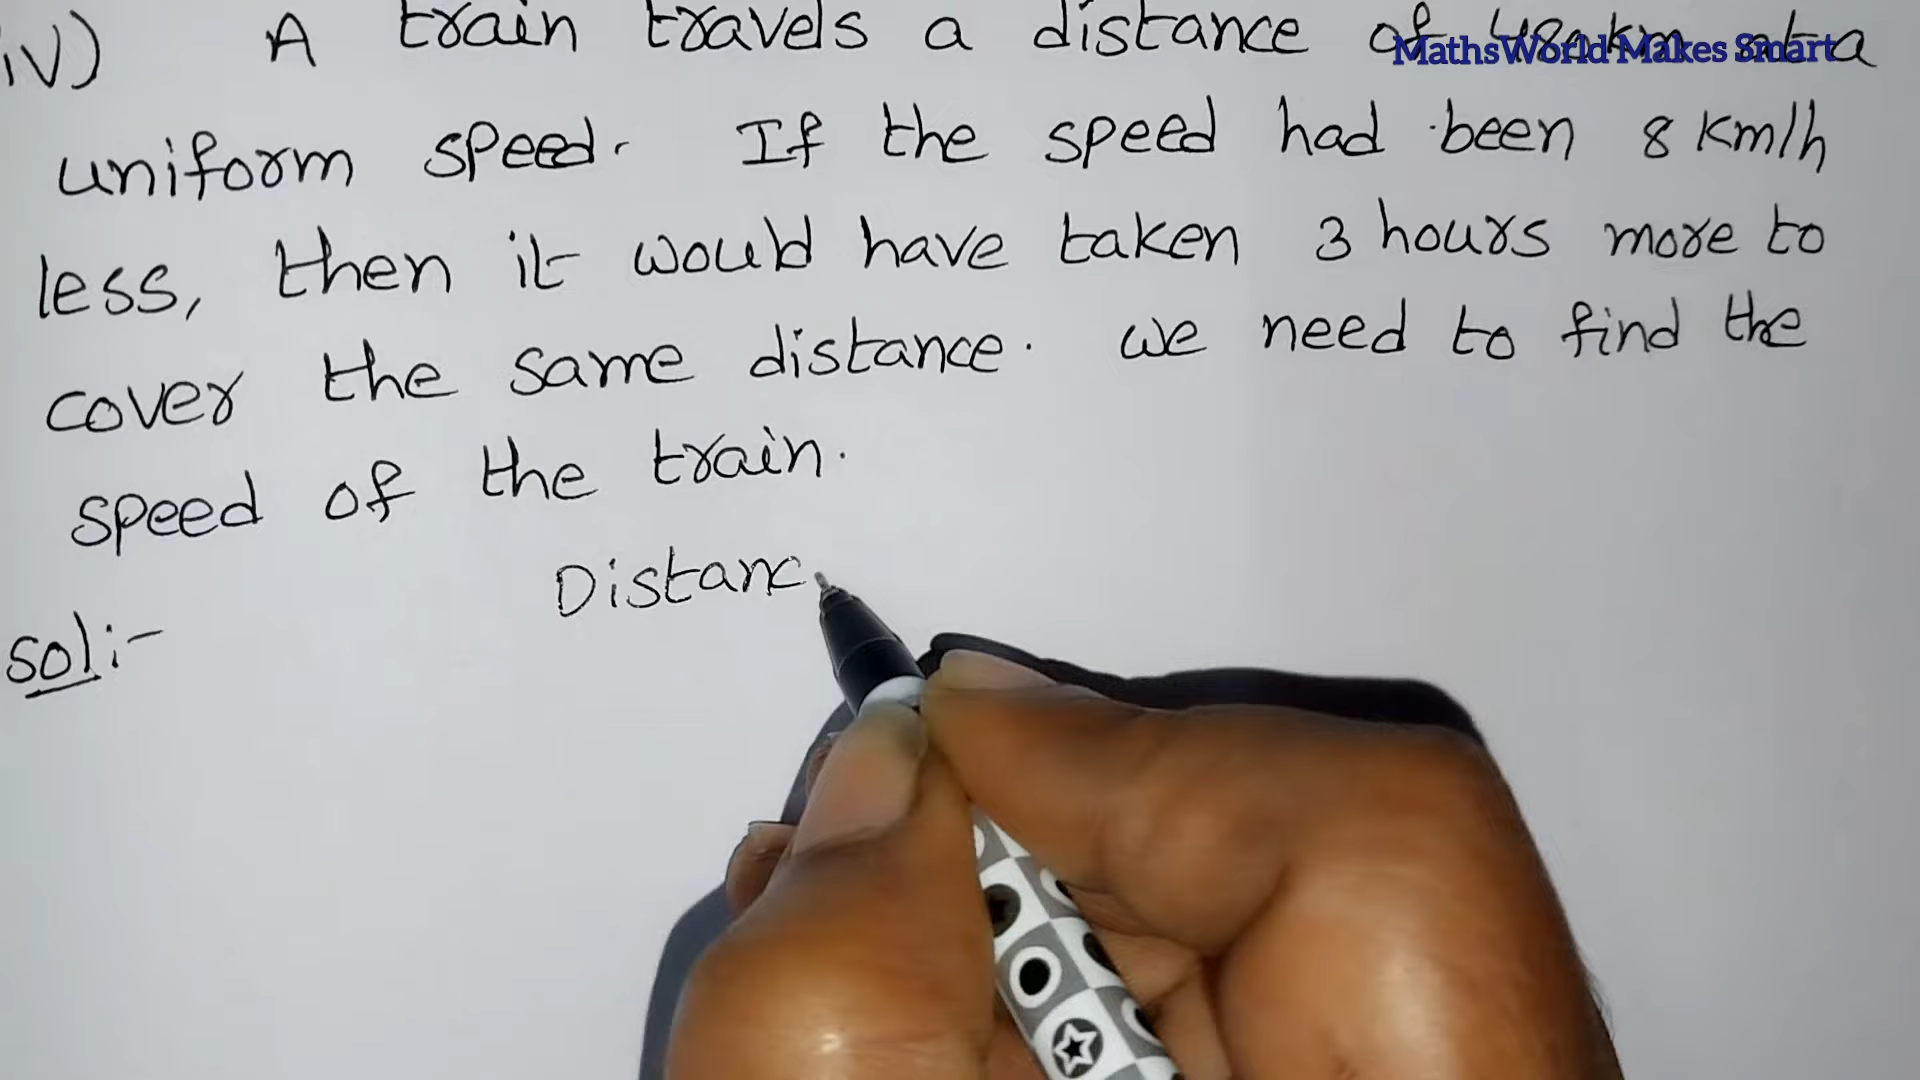 iv) A train travels a distance of 480km at a
MathsWorld Makes Smart
uniform speed. If the speed had been 8 Km/h
less, then it would have taken 3 hours more to
cover the same distance. we need to find the
speed of the train.
Distanc
Sol:-